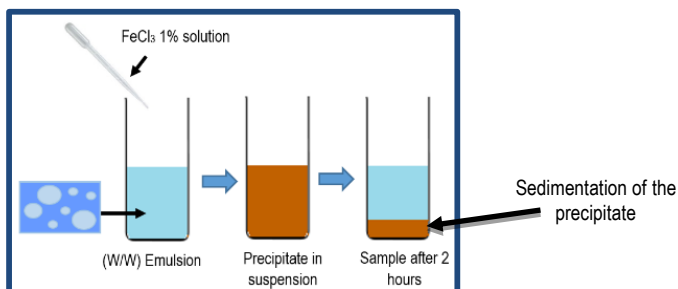 FeCl₃ 1% solution
Sedimentation of the
precipitate
(W/W) Emulsion
Precipitate in
suspension
Sample after 2
hours